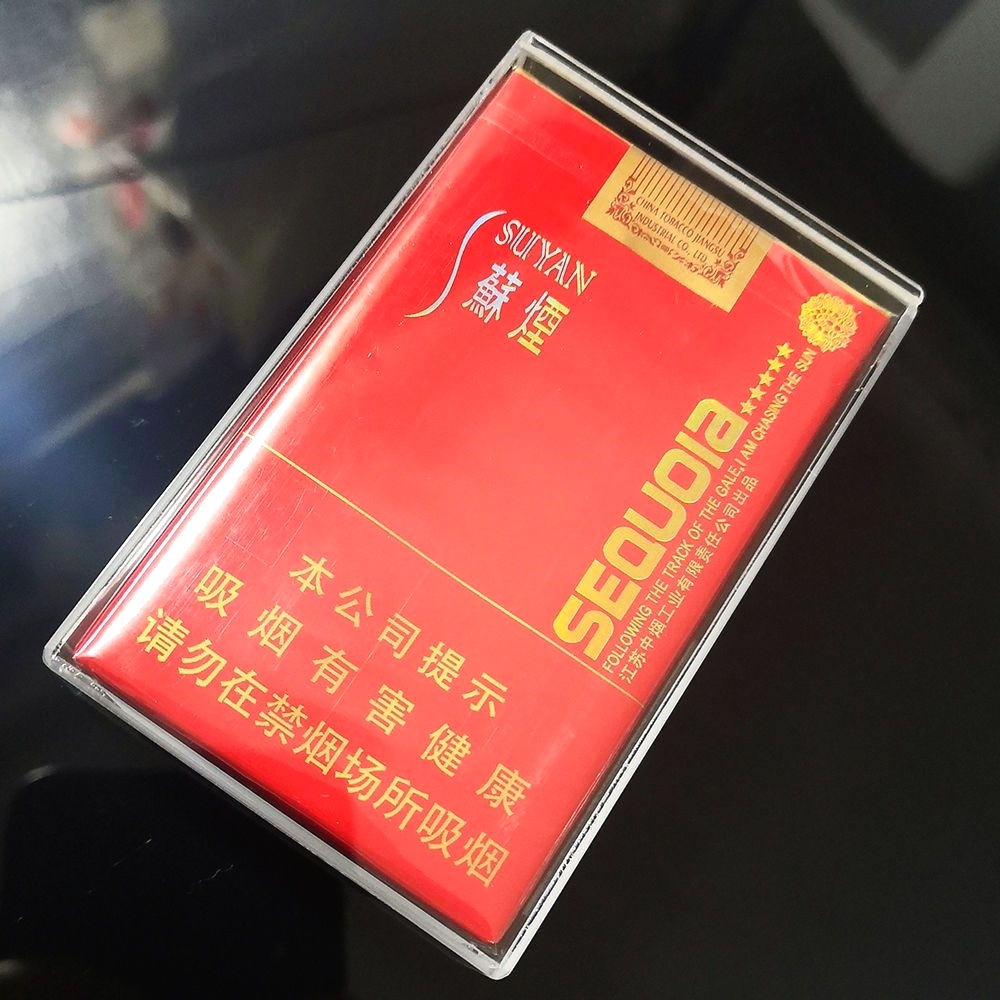 CHINA TOBACCO JIANGSU
INDUSTRIAL CO., LTD
SUYAN
蘇煙
SEQUOIa
FOLLOWING THE TRACK OF THE GALE,I AM CHASING THE SUN
江苏中烟工业有限责任公司出品
本公司提示
吸烟有害健康
请勿在禁烟场所吸烟